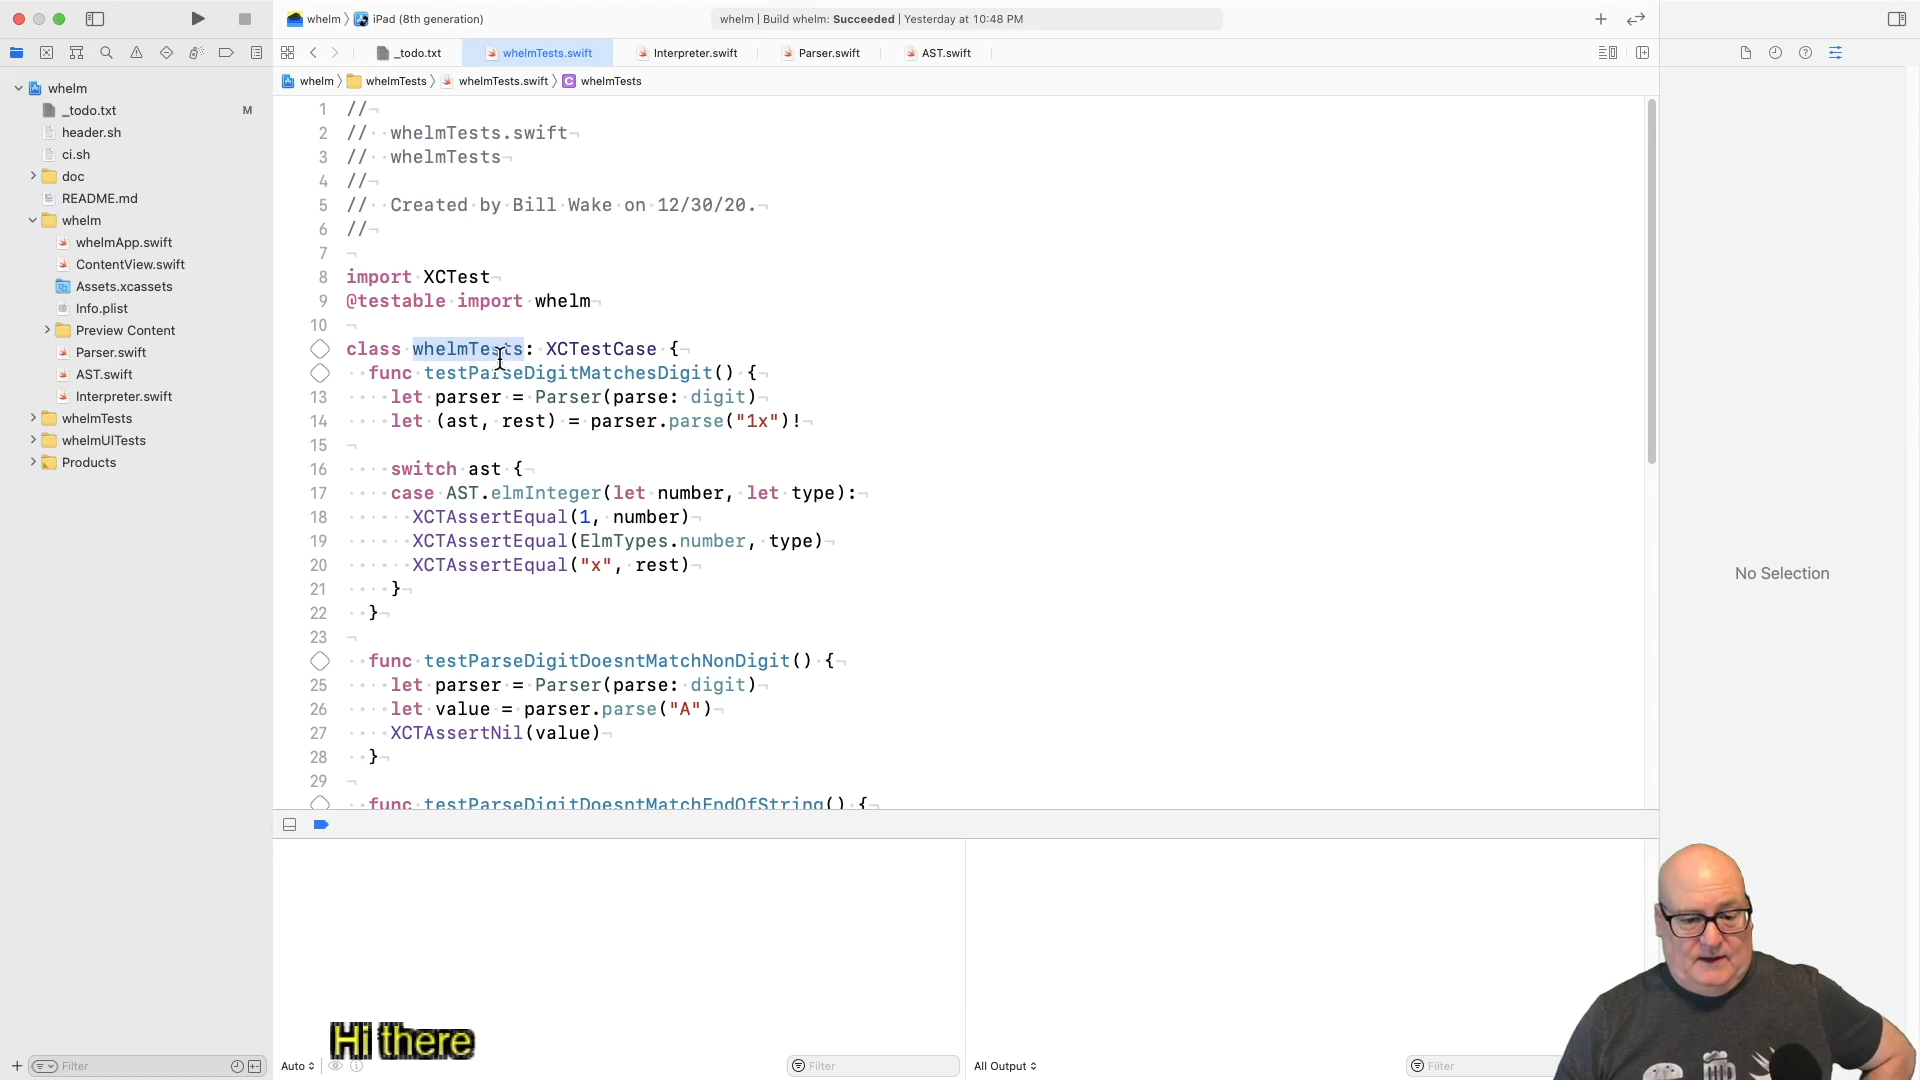 whelm 〉 iPad (8th generation)
whelm | Build whelm: Succeeded | Yesterday at 10:48 PM
_todo.txt
whelmTests.swift
Interpreter.swift
Parser.swift
AST.swift
whelm 〉 whelmTests 〉 whelmTests.swift 〉 C whelmTests
whelm
_todo.txt M
header.sh
ci.sh
doc
README.md
whelm
whelmApp.swift
ContentView.swift
Assets.xcassets
Info.plist
Preview Content
Parser.swift
AST.swift
Interpreter.swift
whelmTests
whelmUITests
Products
1 //
2 // whelmTests.swift
3 // whelmTests
4 //
5 // Created by Bill Wake on 12/30/20.
6 //
7
8 import XCTest
9 @testable import whelm
10
class whelmTests: XCTestCase {
func testParseDigitMatchesDigit() {
13 let parser = Parser(parse: digit)
14 let (ast, rest) = parser.parse("1x")!
15
16 switch ast {
17 case AST.elmInteger(let number, let type):
18 XCTAssertEqual(1, number)
19 XCTAssertEqual(ElmTypes.number, type)
20 XCTAssertEqual("x", rest)
21 }
22 }
23
func testParseDigitDoesntMatchNonDigit() {
25 let parser = Parser(parse: digit)
26 let value = parser.parse("A")
27 XCTAssertNil(value)
28 }
29
func testParseDigitDoesntMatchEndOfString() {
No Selection
Hi there
Filter
Auto
Filter
All Output
Filter